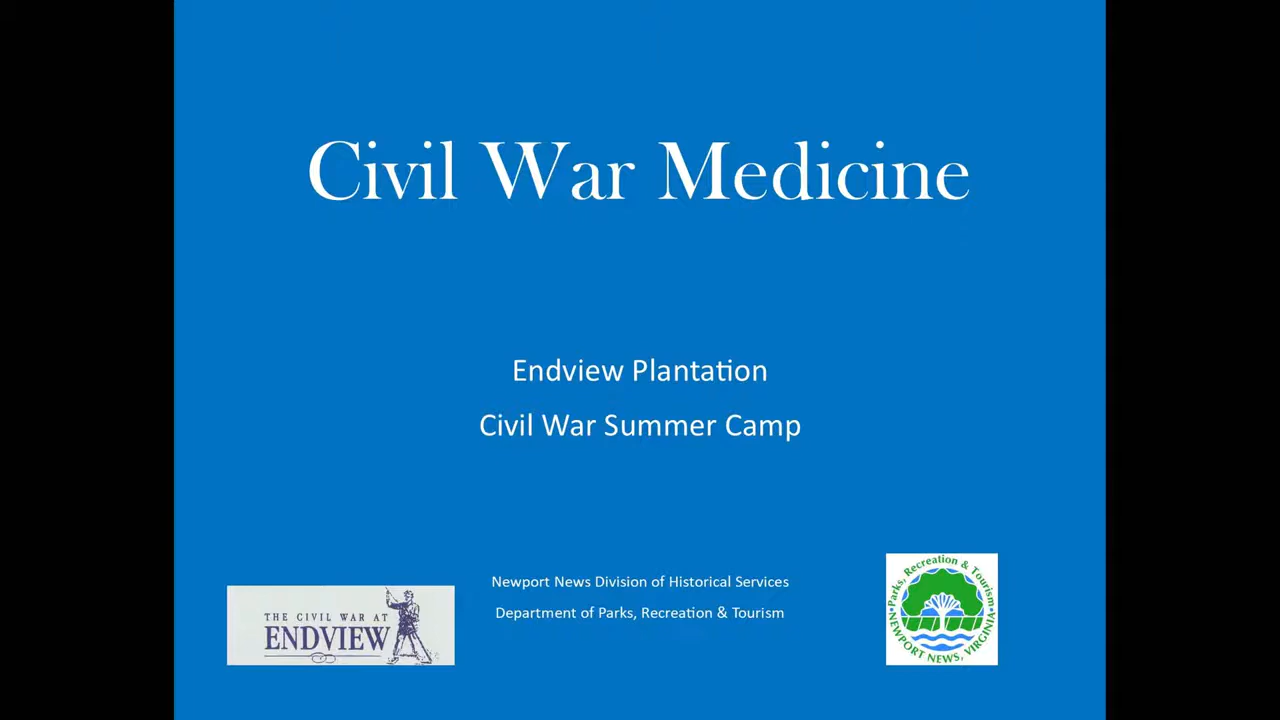 Civil War Medicine
Endview Plantation
Civil War Summer Camp
Newport News Division of Historical Services
Department of Parks, Recreation & Tourism
THE CIVIL WAR AT
ENDVIEW
Parks, Recreation & Tourism
NEWPORT NEWS, VIRGINIA